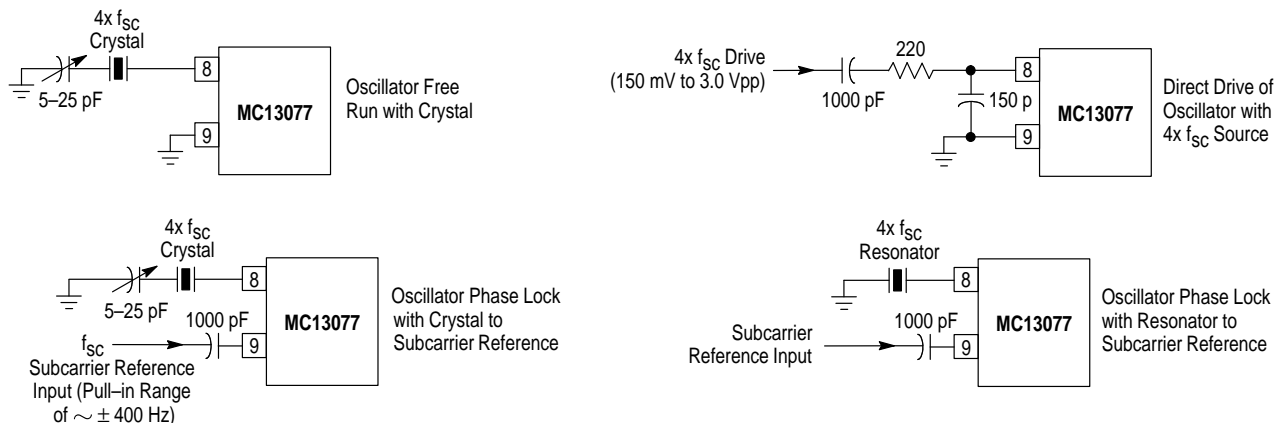 4x fSC
Crystal
5–25 pF
8
9
MC13077
Oscillator Free
Run with Crystal
4x fSC Drive
(150 mV to 3.0 Vpp)
1000 pF
220
150 p
8
9
MC13077
Direct Drive of
Oscillator with
4x fSC Source
4x fSC
Crystal
5–25 pF
1000 pF
8
9
MC13077
fSC
Subcarrier Reference
Input (Pull–in Range
of ∼ ± 400 Hz)
Oscillator Phase Lock
with Crystal to
Subcarrier Reference
4x fSC
Resonator
8
9
MC13077
1000 pF
Subcarrier
Reference Input
Oscillator Phase Lock
with Resonator to
Subcarrier Reference